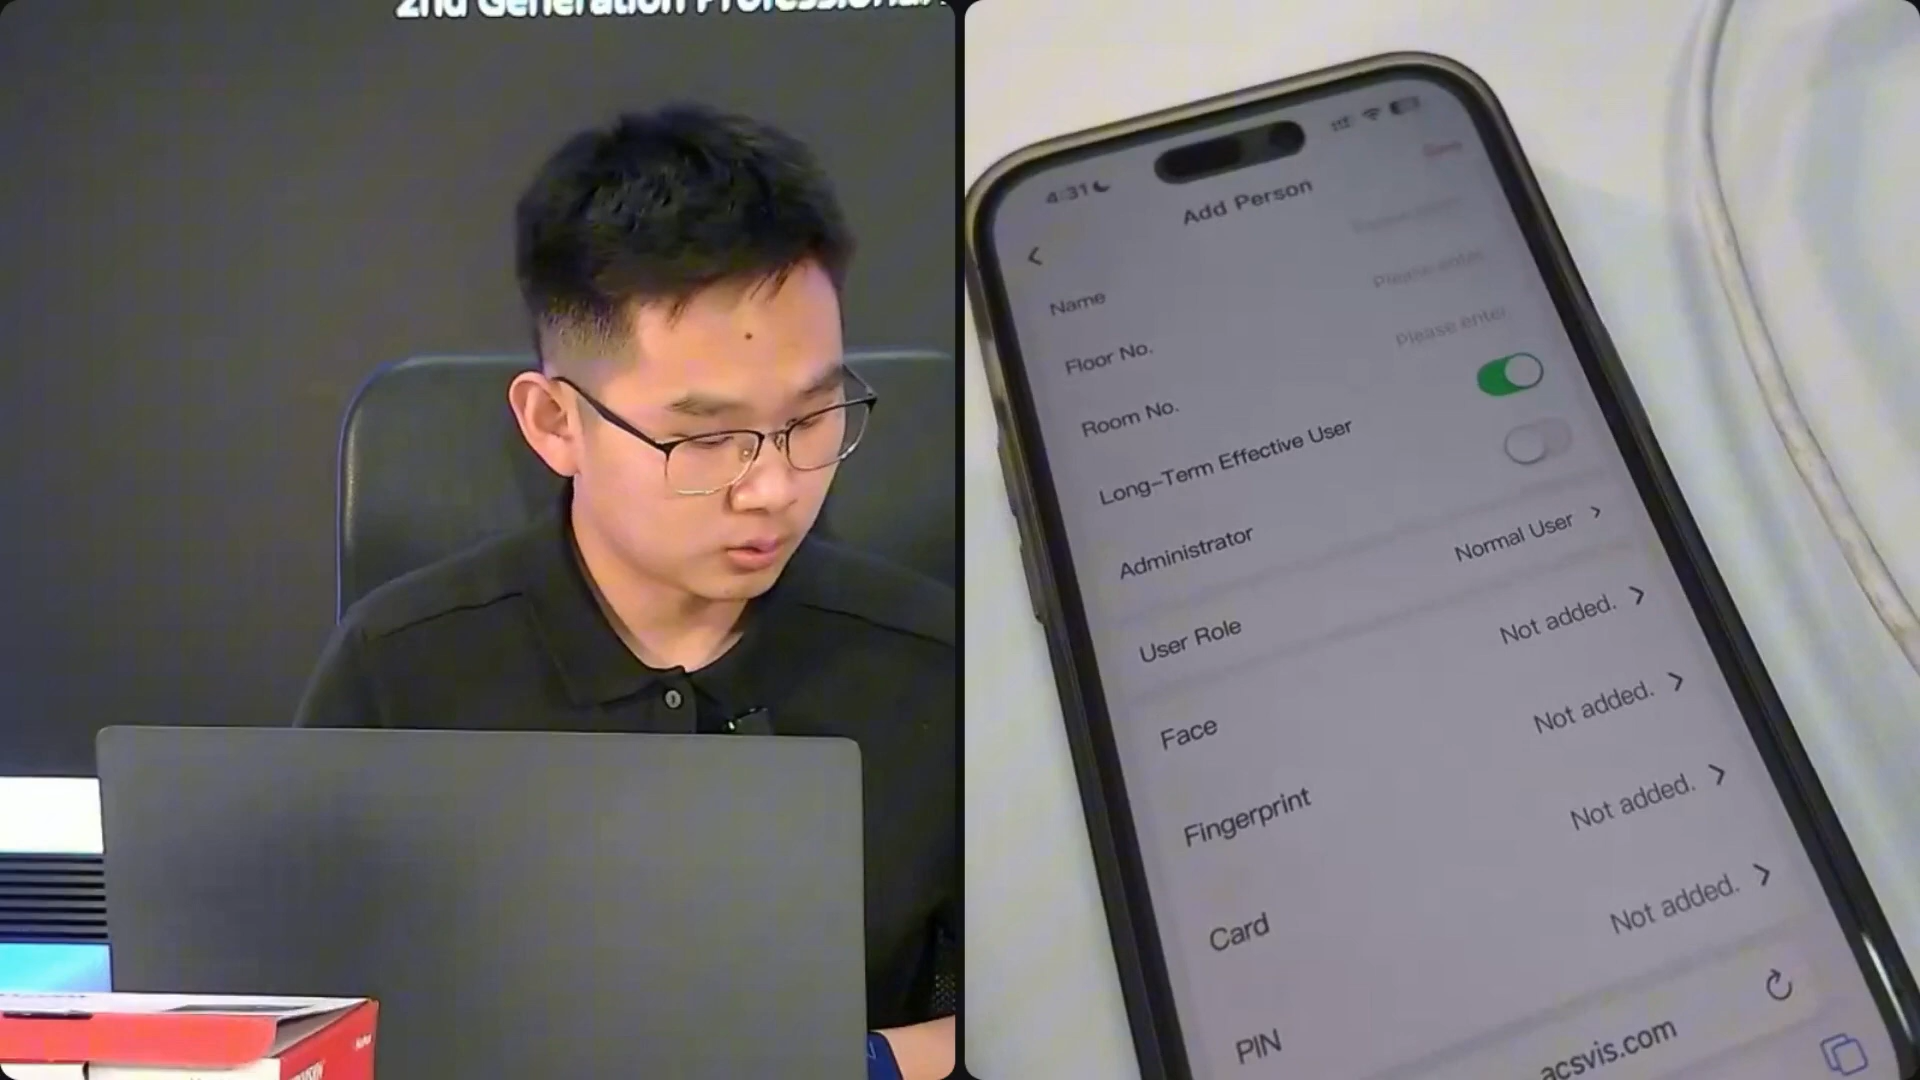 2nd Generation Professional
4:31
Add Person
Save
Name
Floor No.
Please enter
Room No.
Please enter
Long-Term Effective User
Administrator
User Role
Normal User
Face
Not added.
Fingerprint
Not added.
Card
Not added.
PIN
Not added.
acsvis.com